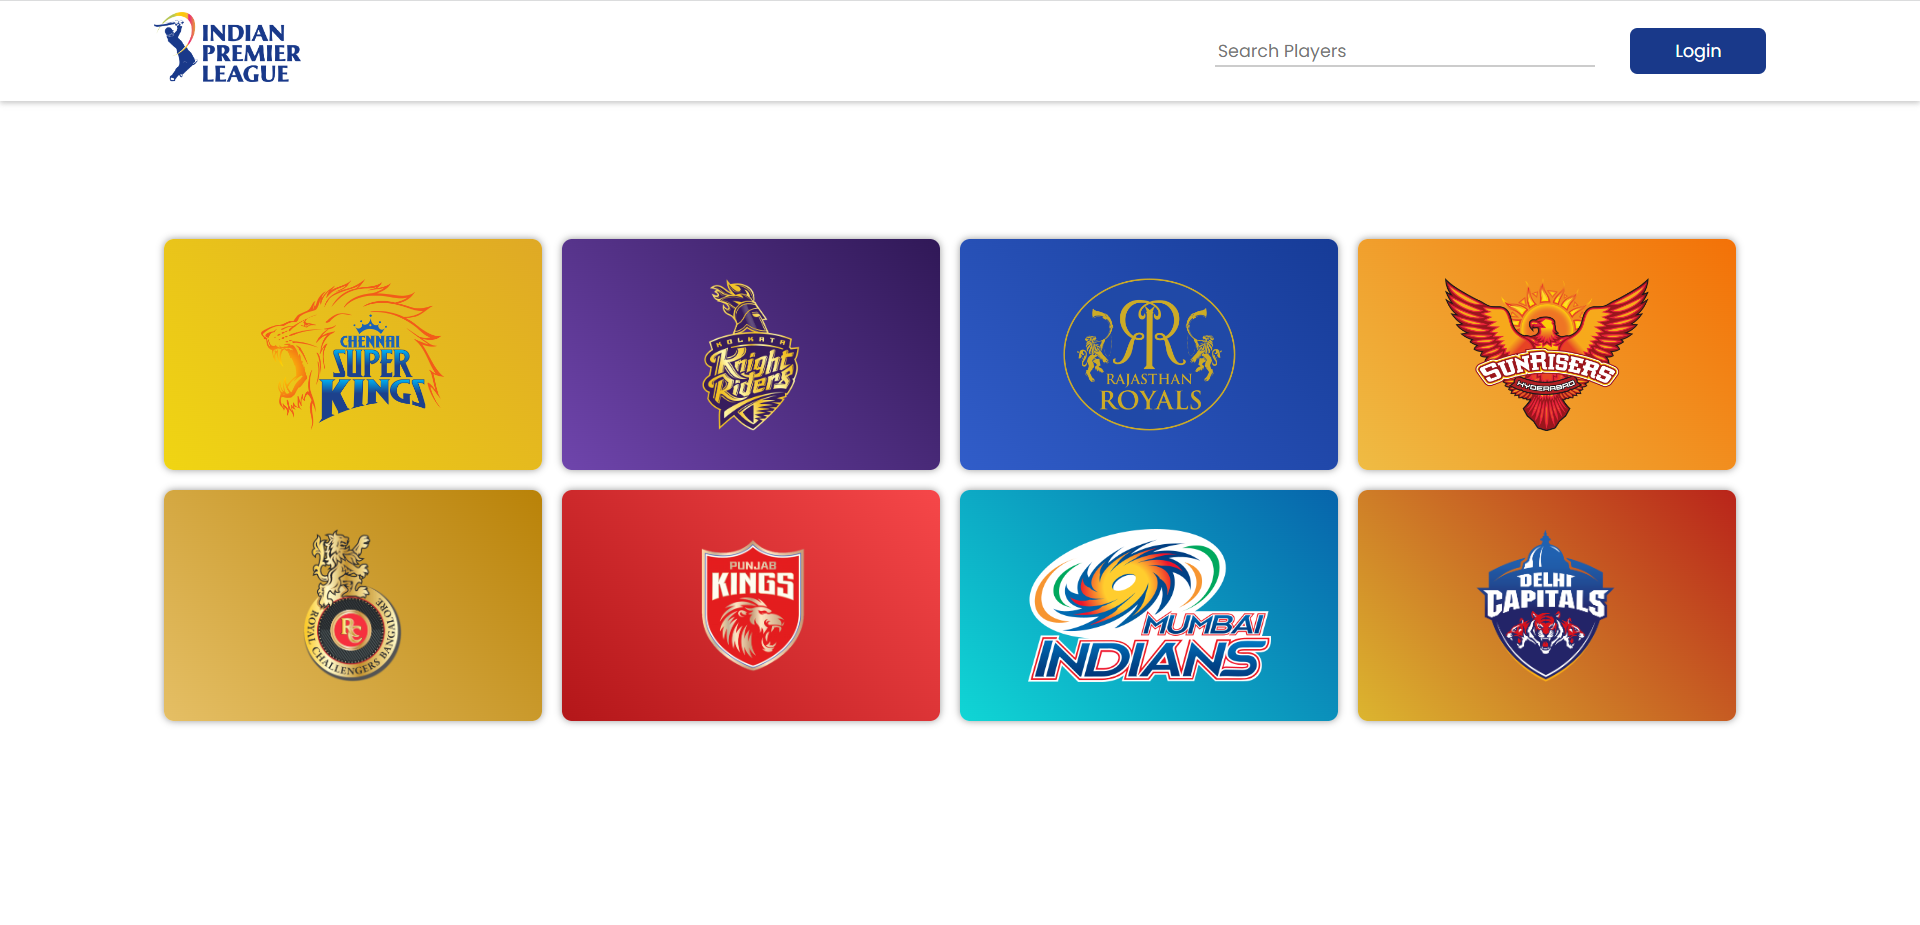 INDIAN
PREMIER
LEAGUE
Search Players
Login
CHENNAI
SUPER
KINGS
KOLKATA
Knight
Riders
RR
RAJASTHAN
ROYALS
SUNRISERS
HYDERABAD
RC
ROYAL CHALLENGERS BANGALORE
PUNJAB
KINGS
MUMBAI
INDIANS
DELHI
CAPITALS